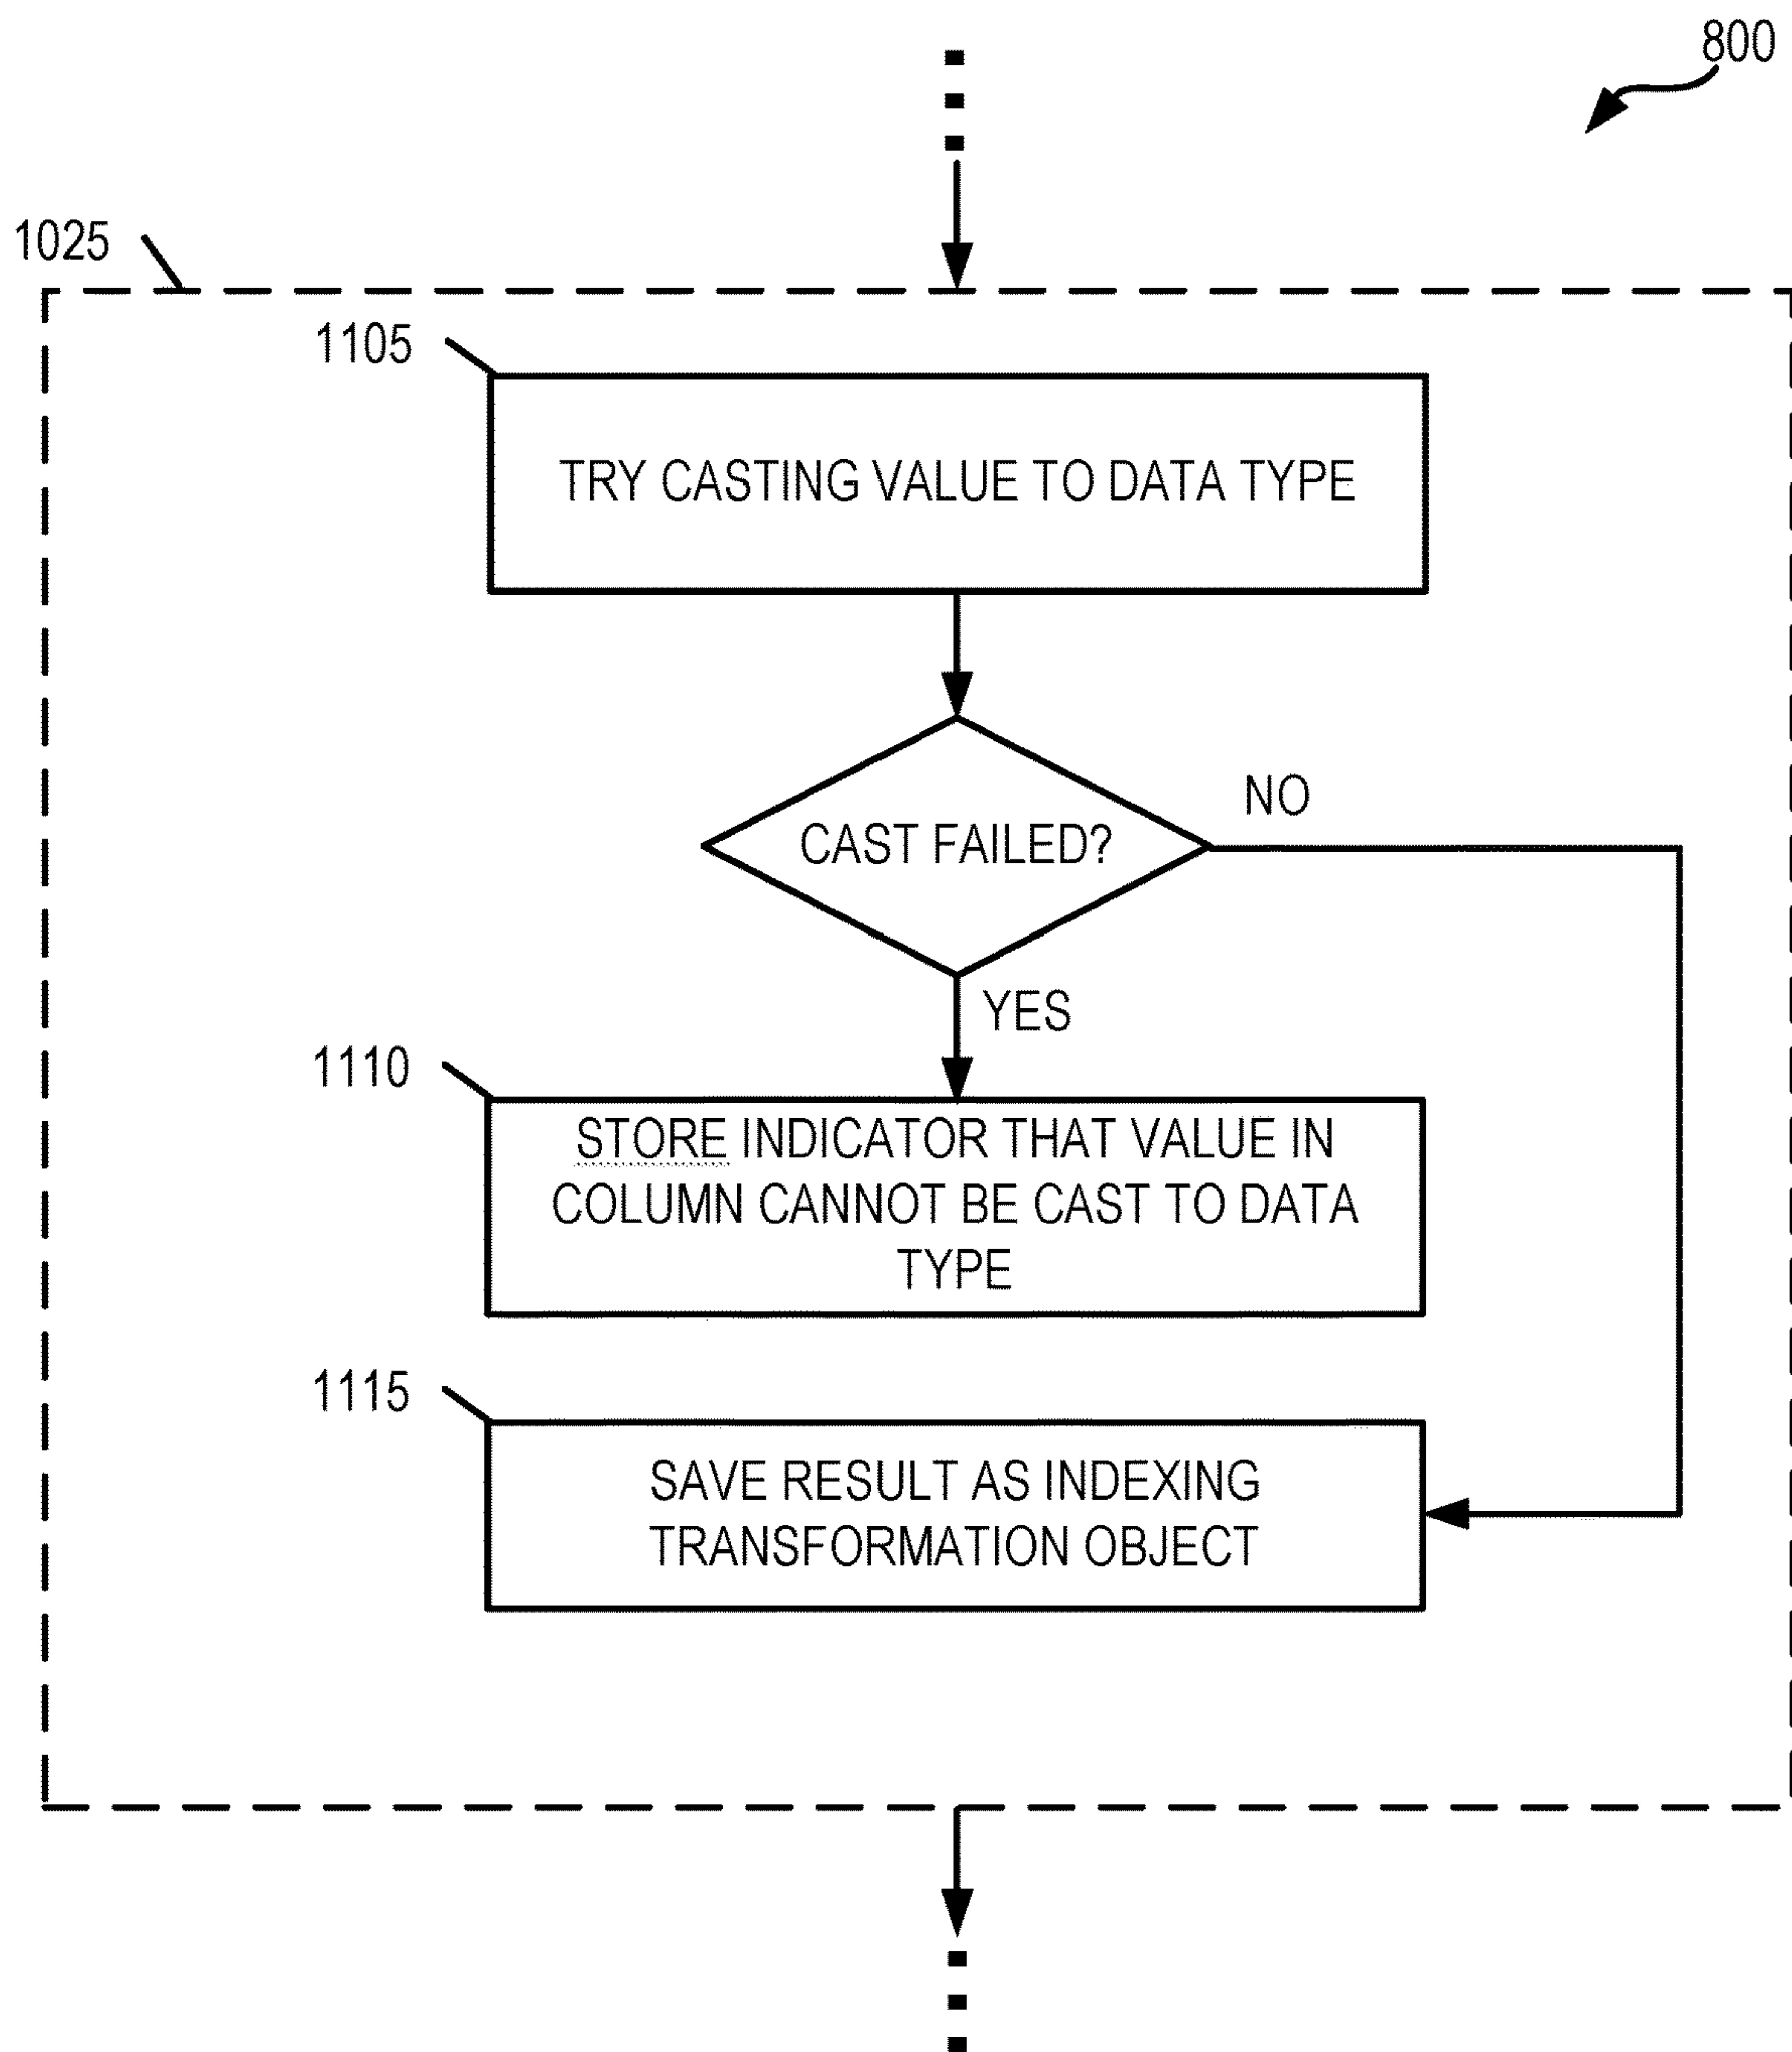 800
1025
1105
TRY CASTING VALUE TO DATA TYPE
CAST FAILED?
NO
YES
1110
STORE INDICATOR THAT VALUE IN
COLUMN CANNOT BE CAST TO DATA
TYPE
1115
SAVE RESULT AS INDEXING
TRANSFORMATION OBJECT